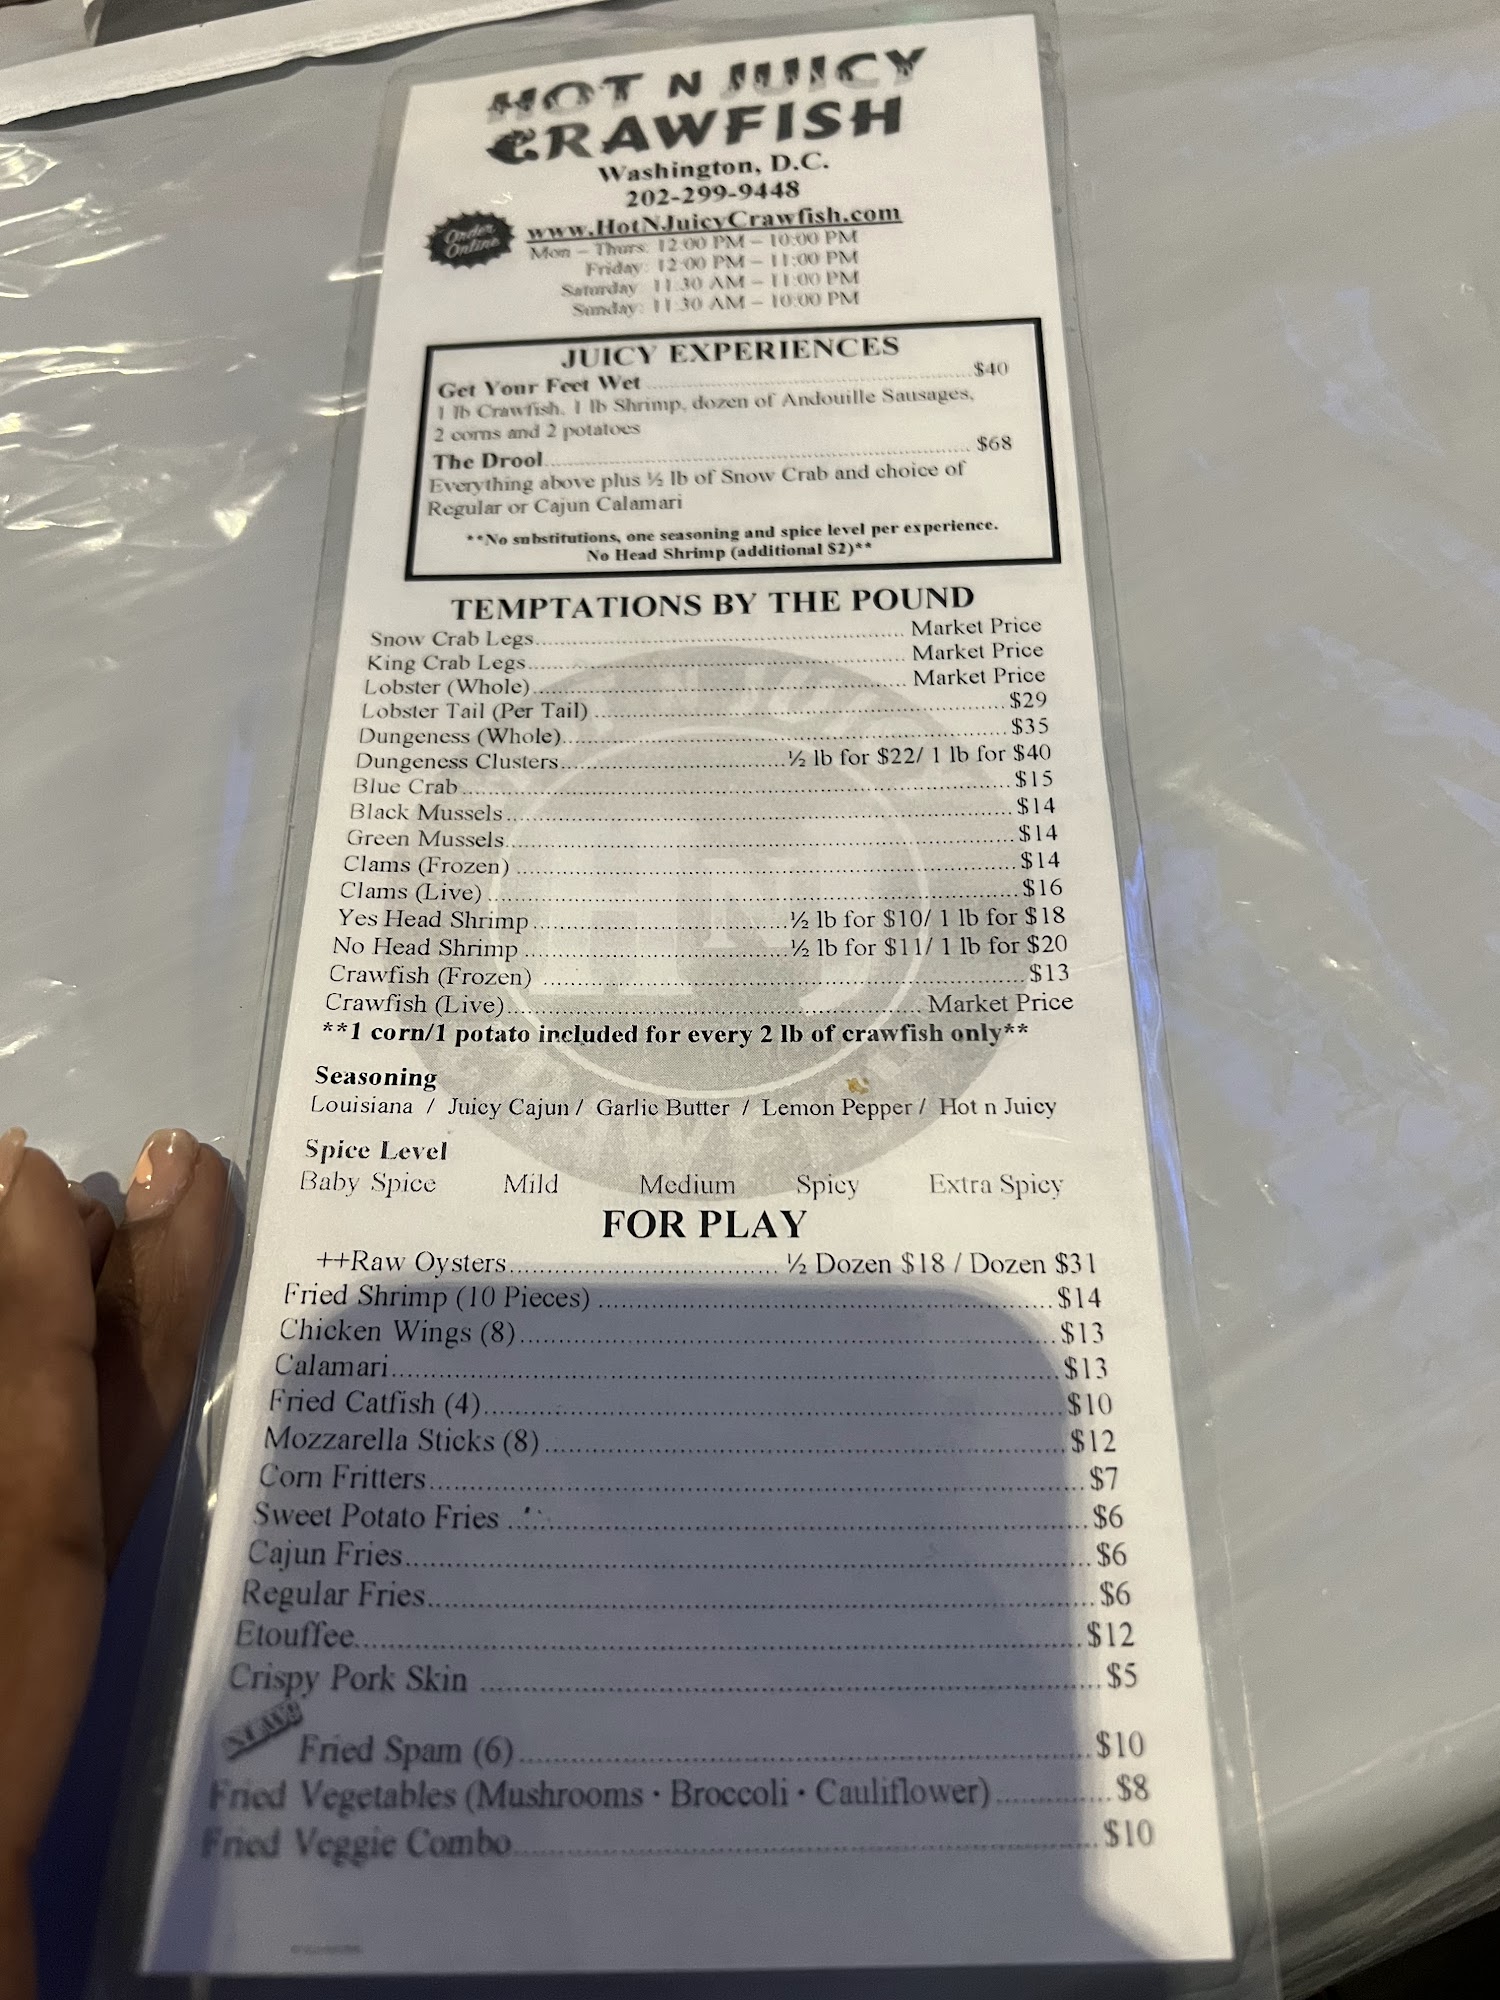 HOT N JUICY
CRAWFISH
Washington, D.C.
202-299-9448
Order Online
www.HotNJuicyCrawfish.com
Mon – Thurs: 12:00 PM – 10:00 PM
Friday: 12:00 PM – 11:00 PM
Saturday: 11:30 AM – 11:00 PM
Sunday: 11:30 AM – 10:00 PM
JUICY EXPERIENCES
Get Your Feet Wet $40
1 lb Crawfish, 1 lb Shrimp, dozen of Andouille Sausages,
2 corns and 2 potatoes
The Drool $68
Everything above plus ½ lb of Snow Crab and choice of
Regular or Cajun Calamari
**No substitutions, one seasoning and spice level per experience.
No Head Shrimp (additional $2)**
TEMPTATIONS BY THE POUND
Snow Crab Legs Market Price
King Crab Legs Market Price
Lobster (Whole) Market Price
Lobster Tail (Per Tail) $29
Dungeness (Whole) $35
Dungeness Clusters ½ lb for $22/ 1 lb for $40
Blue Crab $15
Black Mussels $14
Green Mussels $14
Clams (Frozen) $14
Clams (Live) $16
Yes Head Shrimp ½ lb for $10/ 1 lb for $18
No Head Shrimp ½ lb for $11/ 1 lb for $20
Crawfish (Frozen) $13
Crawfish (Live) Market Price
**1 corn/1 potato included for every 2 lb of crawfish only**
Seasoning
Louisiana / Juicy Cajun / Garlic Butter / Lemon Pepper / Hot n Juicy
Spice Level
Baby Spice Mild Medium Spicy Extra Spicy
FOR PLAY
++Raw Oysters ½ Dozen $18 / Dozen $31
Fried Shrimp (10 Pieces) $14
Chicken Wings (8) $13
Calamari $13
Fried Catfish (4) $10
Mozzarella Sticks (8) $12
Corn Fritters $7
Sweet Potato Fries $6
Cajun Fries $6
Regular Fries $6
Etouffee $12
Crispy Pork Skin $5
NEW!
Fried Spam (6) $10
Fried Vegetables (Mushrooms · Broccoli · Cauliflower) $8
Fried Veggie Combo $10